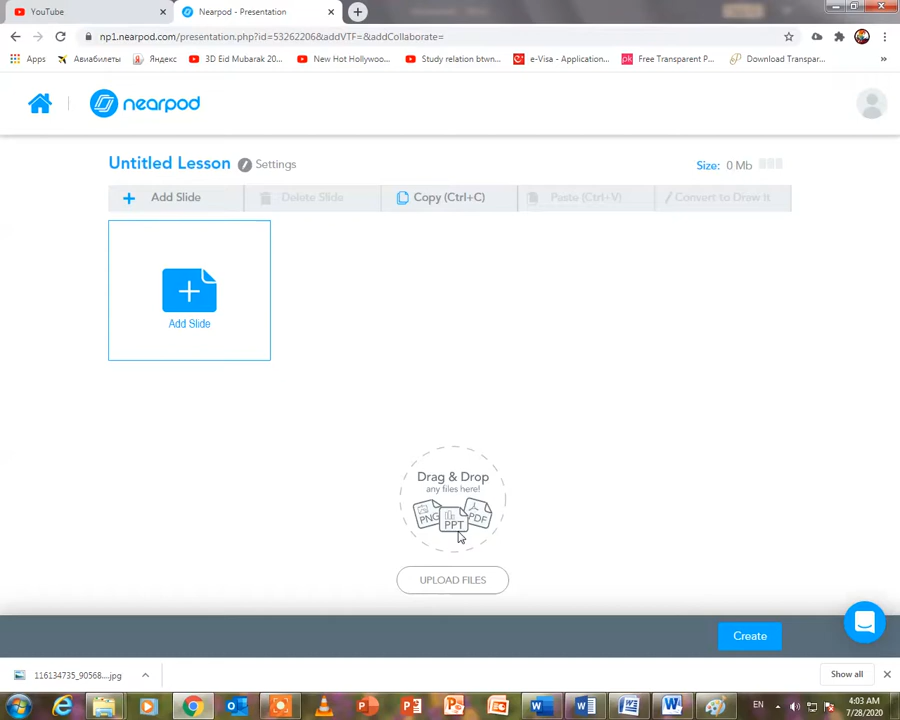 YouTube
Nearpod - Presentation
np1.nearpod.com/presentation.php?id=53262206&addVTF=&addCollaborate=
Apps
Авиабилеты
Яндекс
3D Eid Mubarak 20...
New Hot Hollywoo...
Study relation btwn...
e-Visa - Application...
Free Transparent P...
Download Transpar...
nearpod
Untitled Lesson
Settings
Size: 0 Mb
Add Slide
Delete Slide
Copy (Ctrl+C)
Paste (Ctrl+V)
Convert to Draw It
Add Slide
Drag & Drop
any files here!
PNG
PPT
PDF
UPLOAD FILES
Create
116134735_90568....jpg
Show all
EN
4:03 AM
7/28/2020